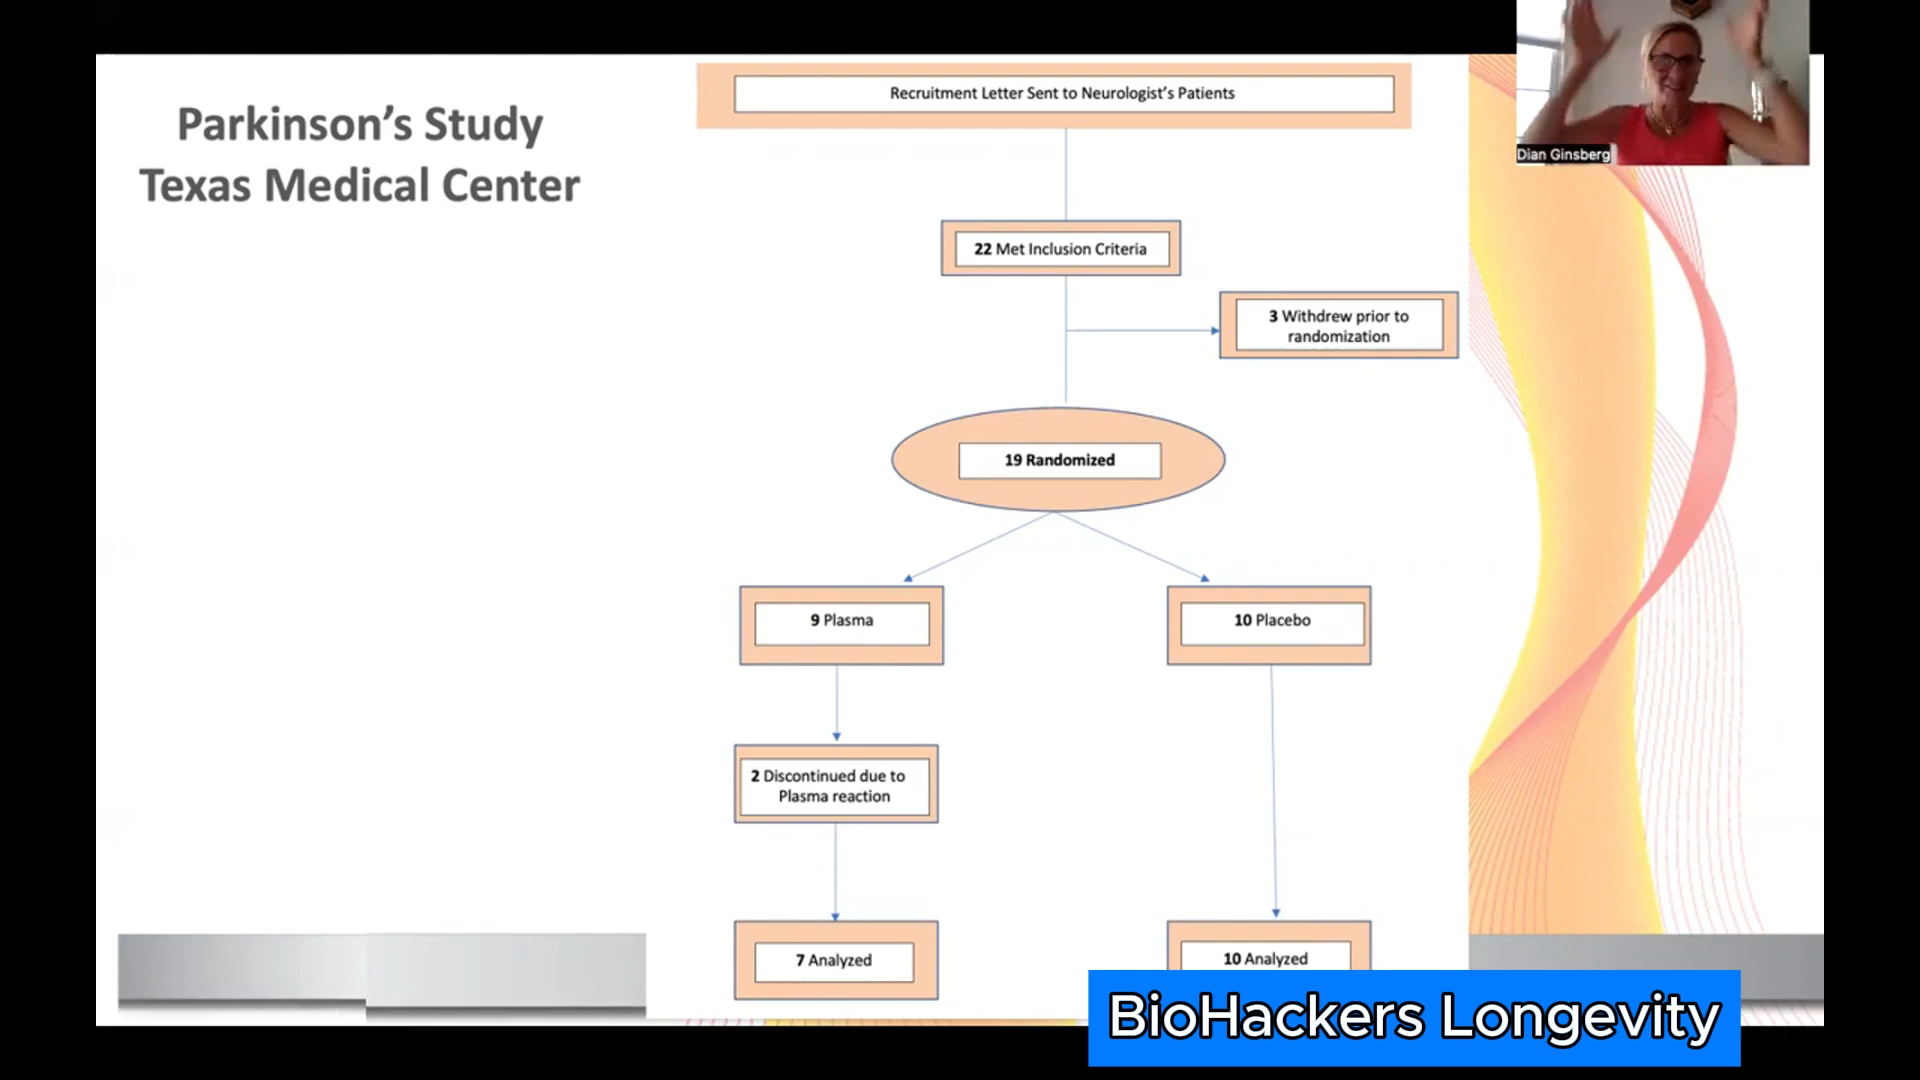 Parkinson's Study
Texas Medical Center
Recruitment Letter Sent to Neurologist's Patients
Dian Ginsberg
22 Met Inclusion Criteria
3 Withdrew prior to
randomization
19 Randomized
9 Plasma
10 Placebo
2 Discontinued due to
Plasma reaction
7 Analyzed
10 Analyzed
BioHackers Longevity